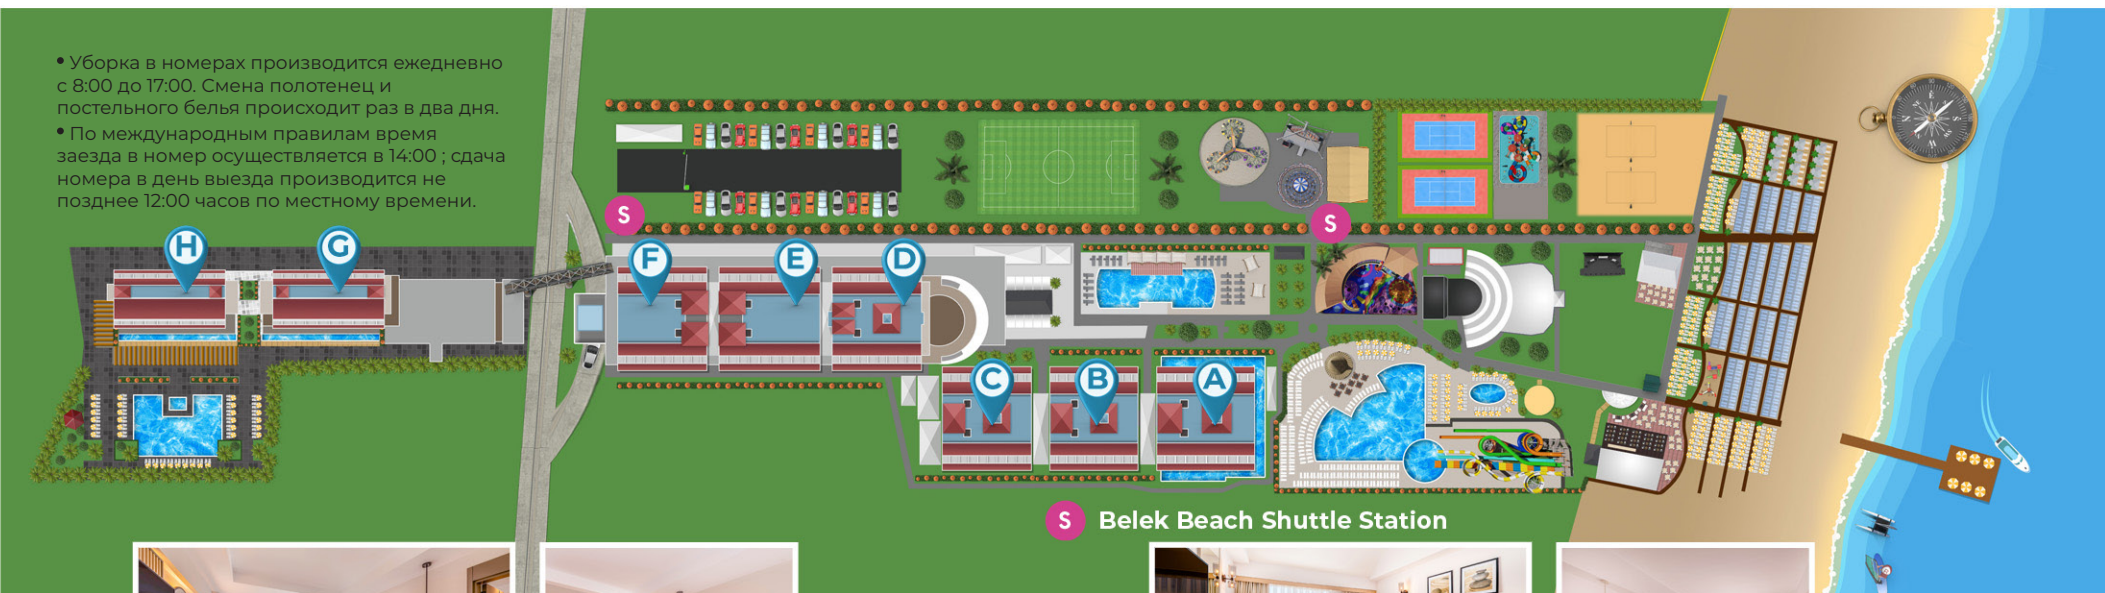 • Уборка в номерах производится ежедневно
с 8:00 до 17:00. Смена полотенец и
постельного белья происходит раз в два дня.
• По международным правилам время
заезда в номер осуществляется в 14:00 ; сдача
номера в день выезда производится не
позднее 12:00 часов по местному времени.
S
S
H
G
F
E
D
C
B
A
S Belek Beach Shuttle Station